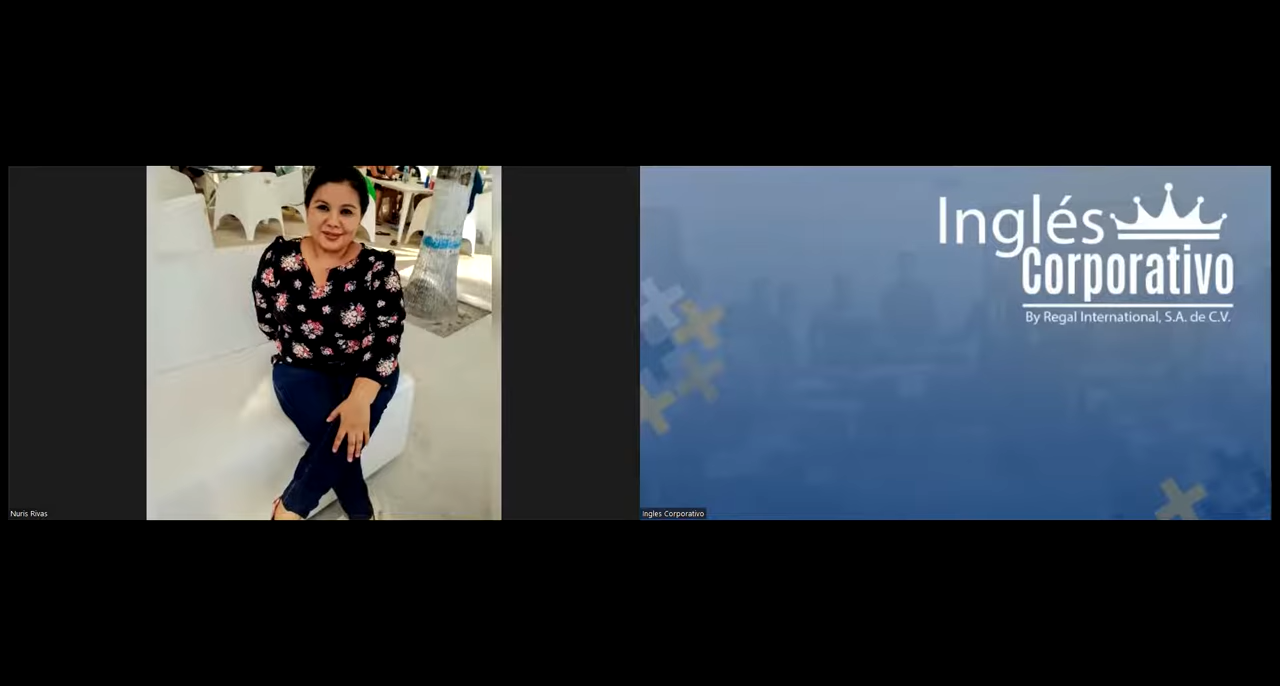 Nuris Rivas
Inglés
Corporativo
By Regal International, S.A. de C.V.
Ingles Corporativo